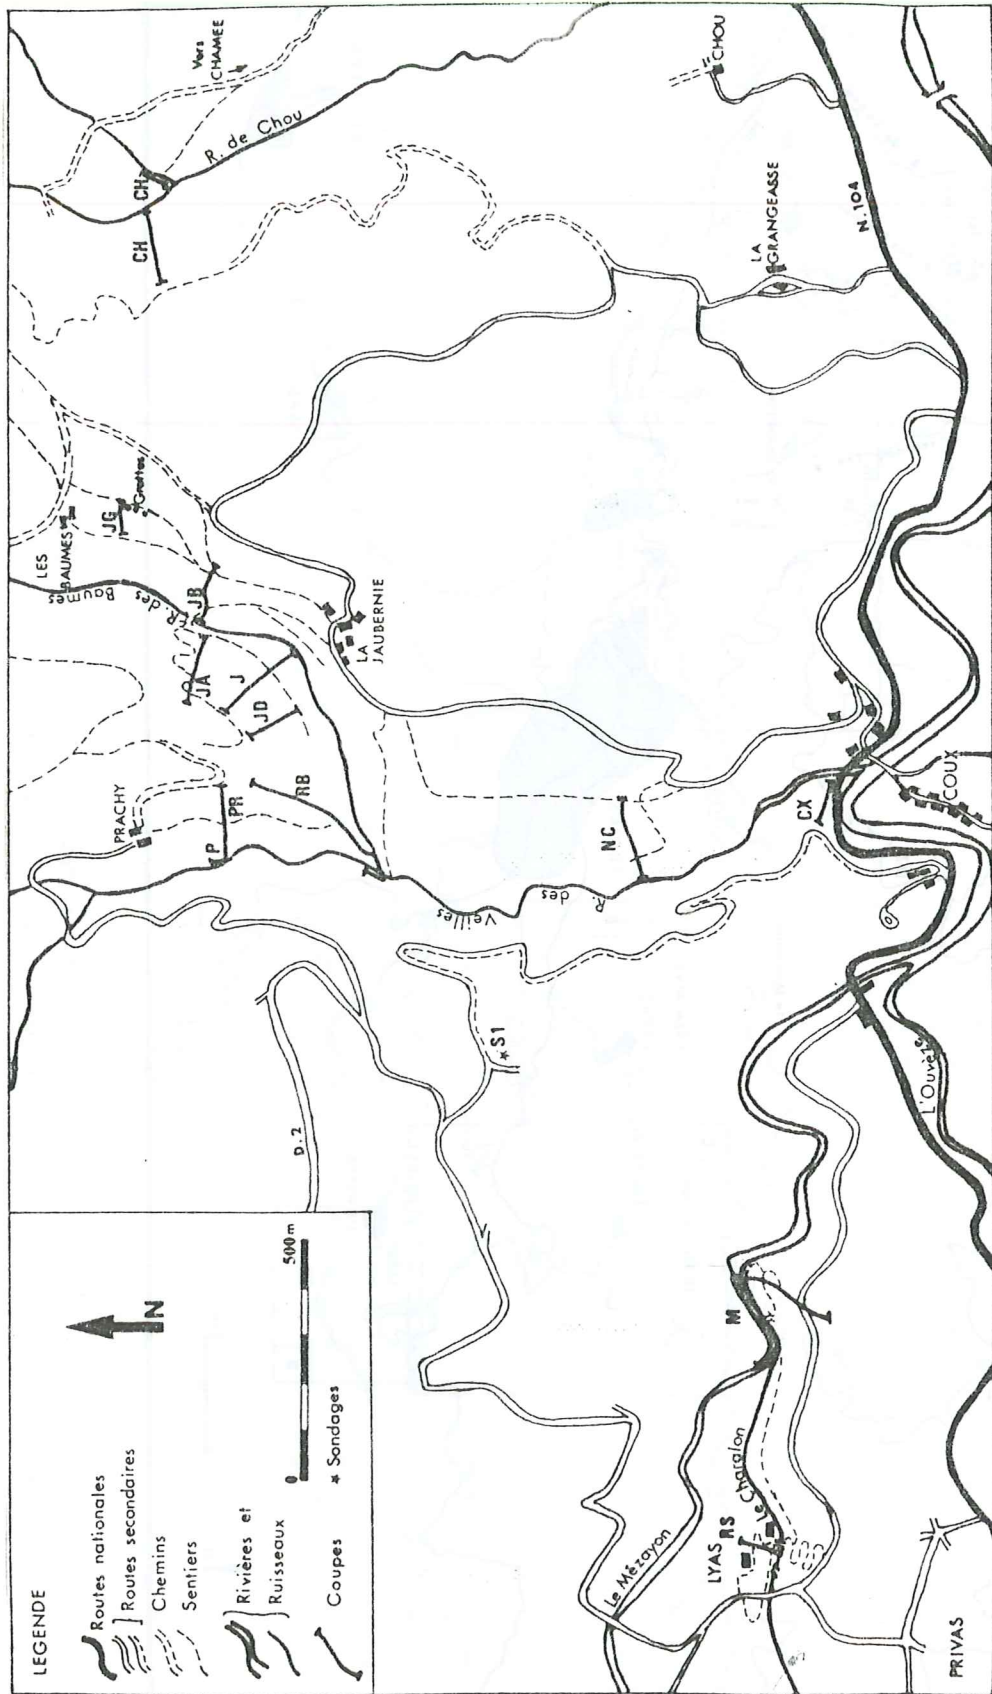 LEGENDE
Routes nationales
Routes secondaires
Chemins
Sentiers
Rivières et
Ruisseaux
Coupes
* Sondages
0 500m
N
D. 2
PRACHY
P
PR
RB
JD
J
JA
JB
R. des Baumes
LES
BAUMES
JG
Grottes
LA
JAUBERNIE
CH
CH
R. de Chou
Vers
CHAMEE
CHOU
LA
GRANGEASSE
N. 104
* S1
R. des Veilles
NC
CX
COUX
L'Ouvèze
M
Le Charalon
LYAS
RS
Le Mézayon
PRIVAS